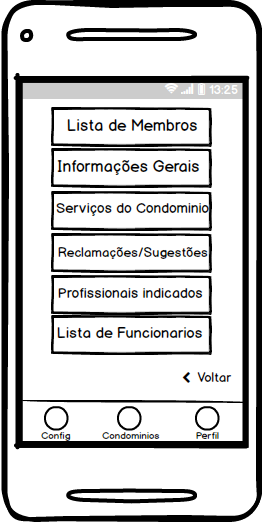 13:25
Lista de Membros
Informações Gerais
Serviços do Condominio
Reclamações/Sugestões
Profissionais indicados
Lista de Funcionarios
Voltar
Config Condominios Perfil